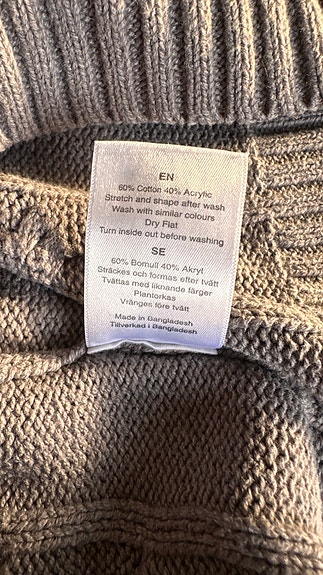 EN
60% Cotton 40% Acrylic
Stretch and shape after wash
Wash with similar colours
Dry Flat
Turn inside out before washing
SE
60% Bomull 40% Akryl
Sträckes och formas efter tvätt
Tvättas med liknande färger
Plantorkas
Vränges före tvätt
Made in Bangladesh
Tillverkad i Bangladesh